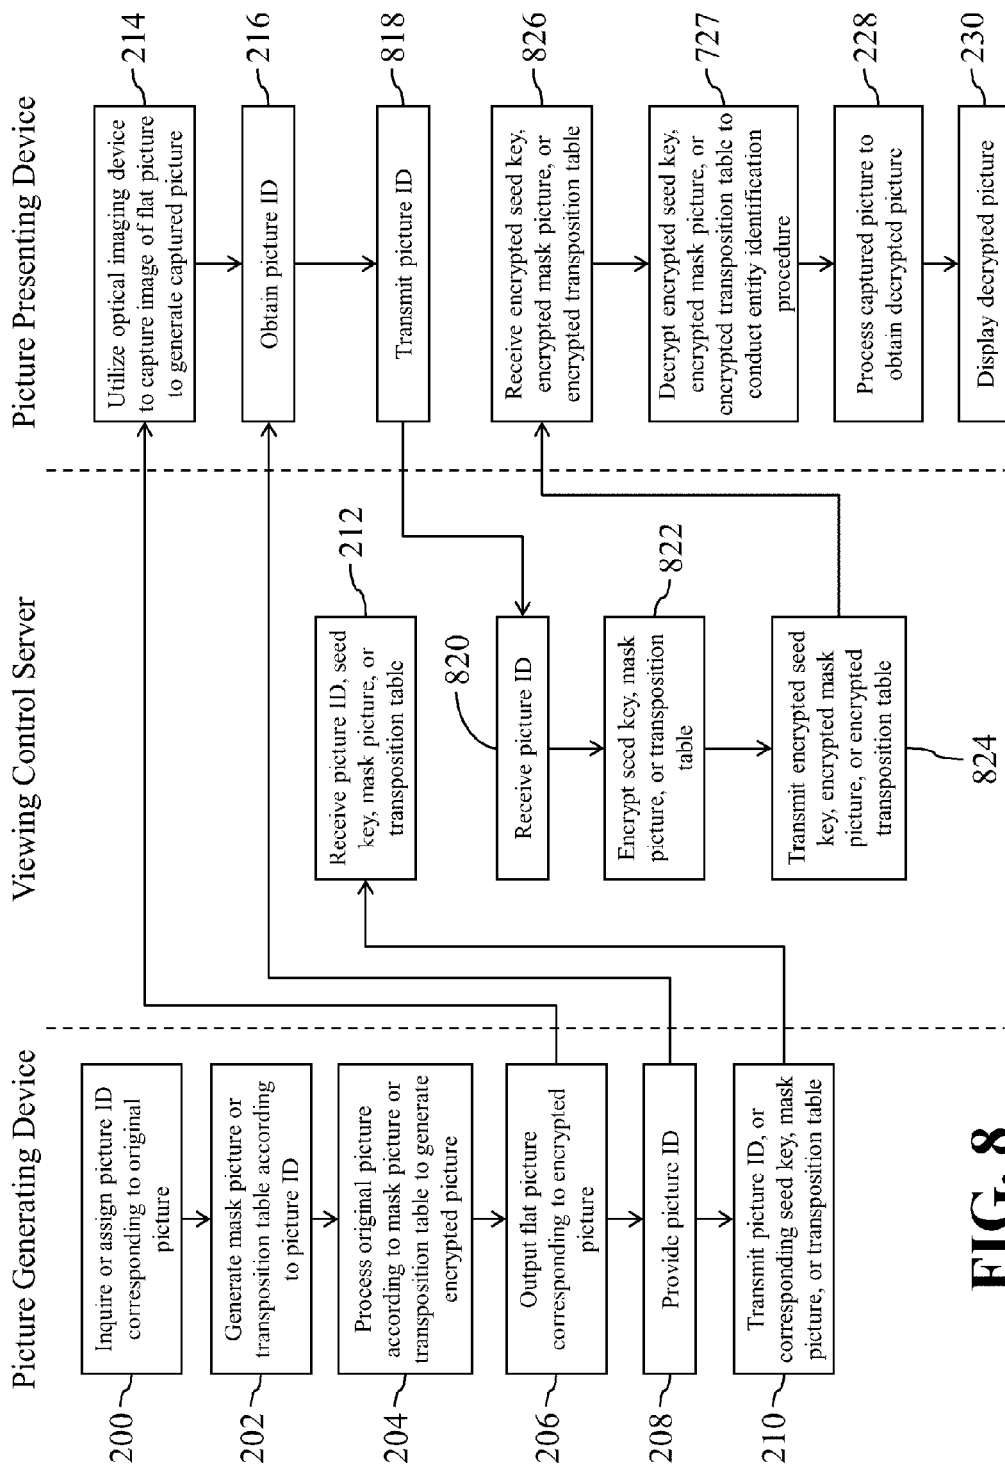 Picture Generating Device
200
Inquire or assign picture ID
corresponding to original
picture
202
Generate mask picture or
transposition table according
to picture ID
204
Process original picture
according to mask picture or
transposition table to generate
encrypted picture
206
Output flat picture
corresponding to encrypted
picture
208
Provide picture ID
210
Transmit picture ID, or
corresponding seed key, mask
picture, or transposition table
Viewing Control Server
212
Receive picture ID, seed
key, mask picture, or
transposition table
820
Receive picture ID
822
Encrypt seed key, mask
picture, or transposition
table
Transmit encrypted seed
key, encrypted mask
picture, or encrypted
transposition table
824
Picture Presenting Device
Utilize optical imaging device
to capture image of flat picture
to generate captured picture
214
Obtain picture ID
216
Transmit picture ID
818
Receive encrypted seed key,
encrypted mask picture, or
encrypted transposition table
826
Decrypt encrypted seed key,
encrypted mask picture, or
encrypted transposition table to
conduct entity identification
procedure
727
Process captured picture to
obtain decrypted picture
228
Display decrypted picture
230
FIG. 8